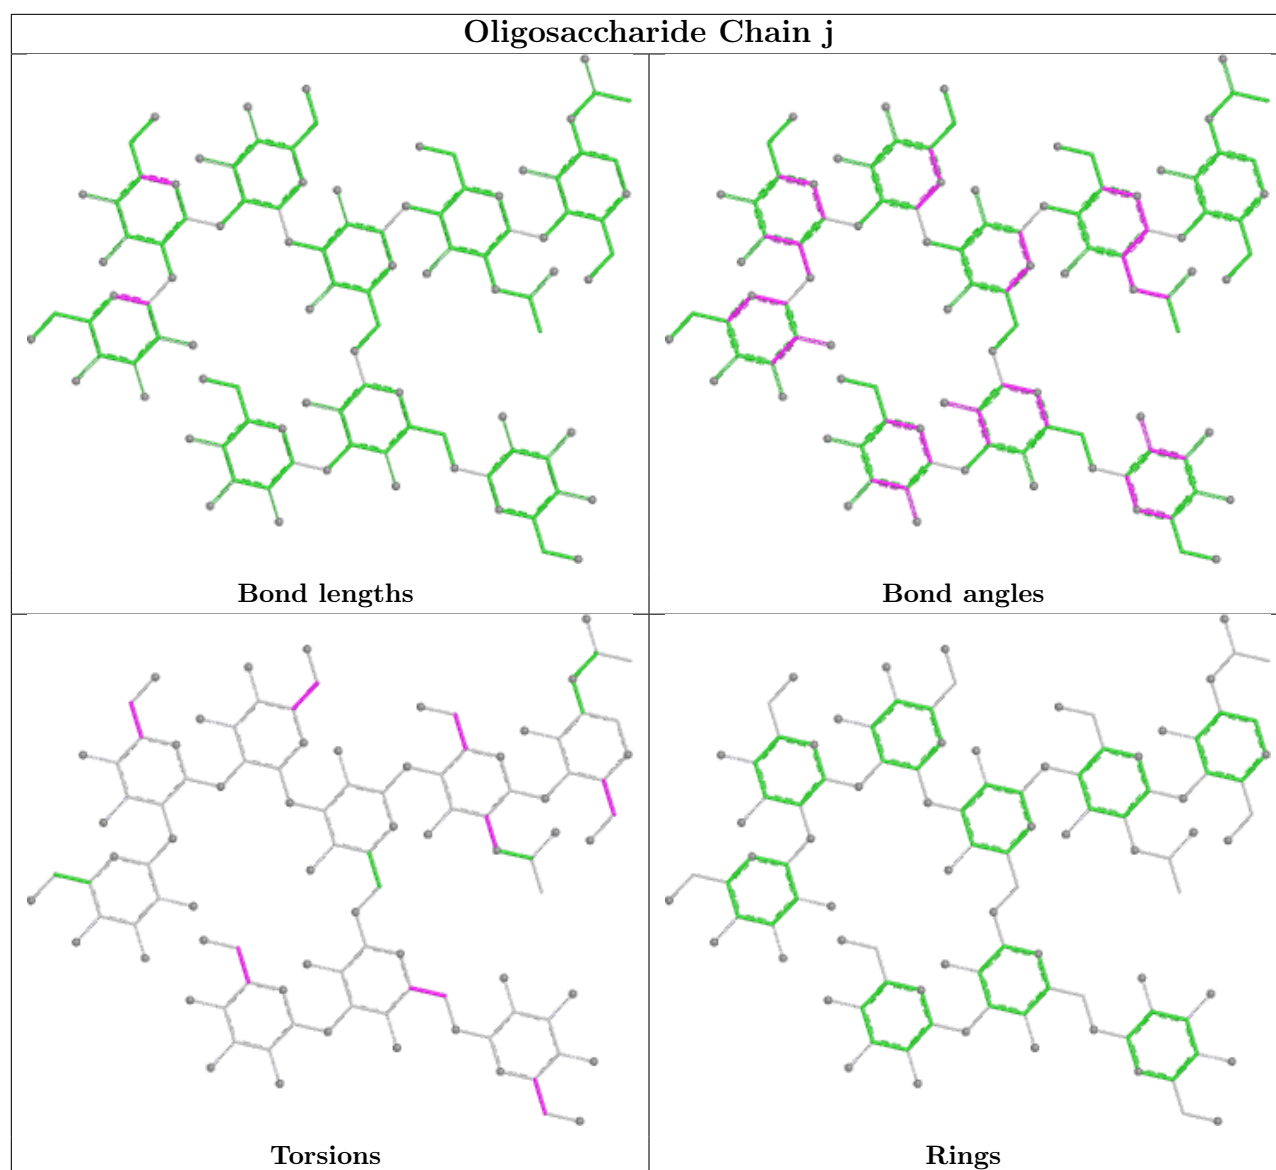 Oligosaccharide Chain j
Bond lengths
Bond angles
Torsions
Rings